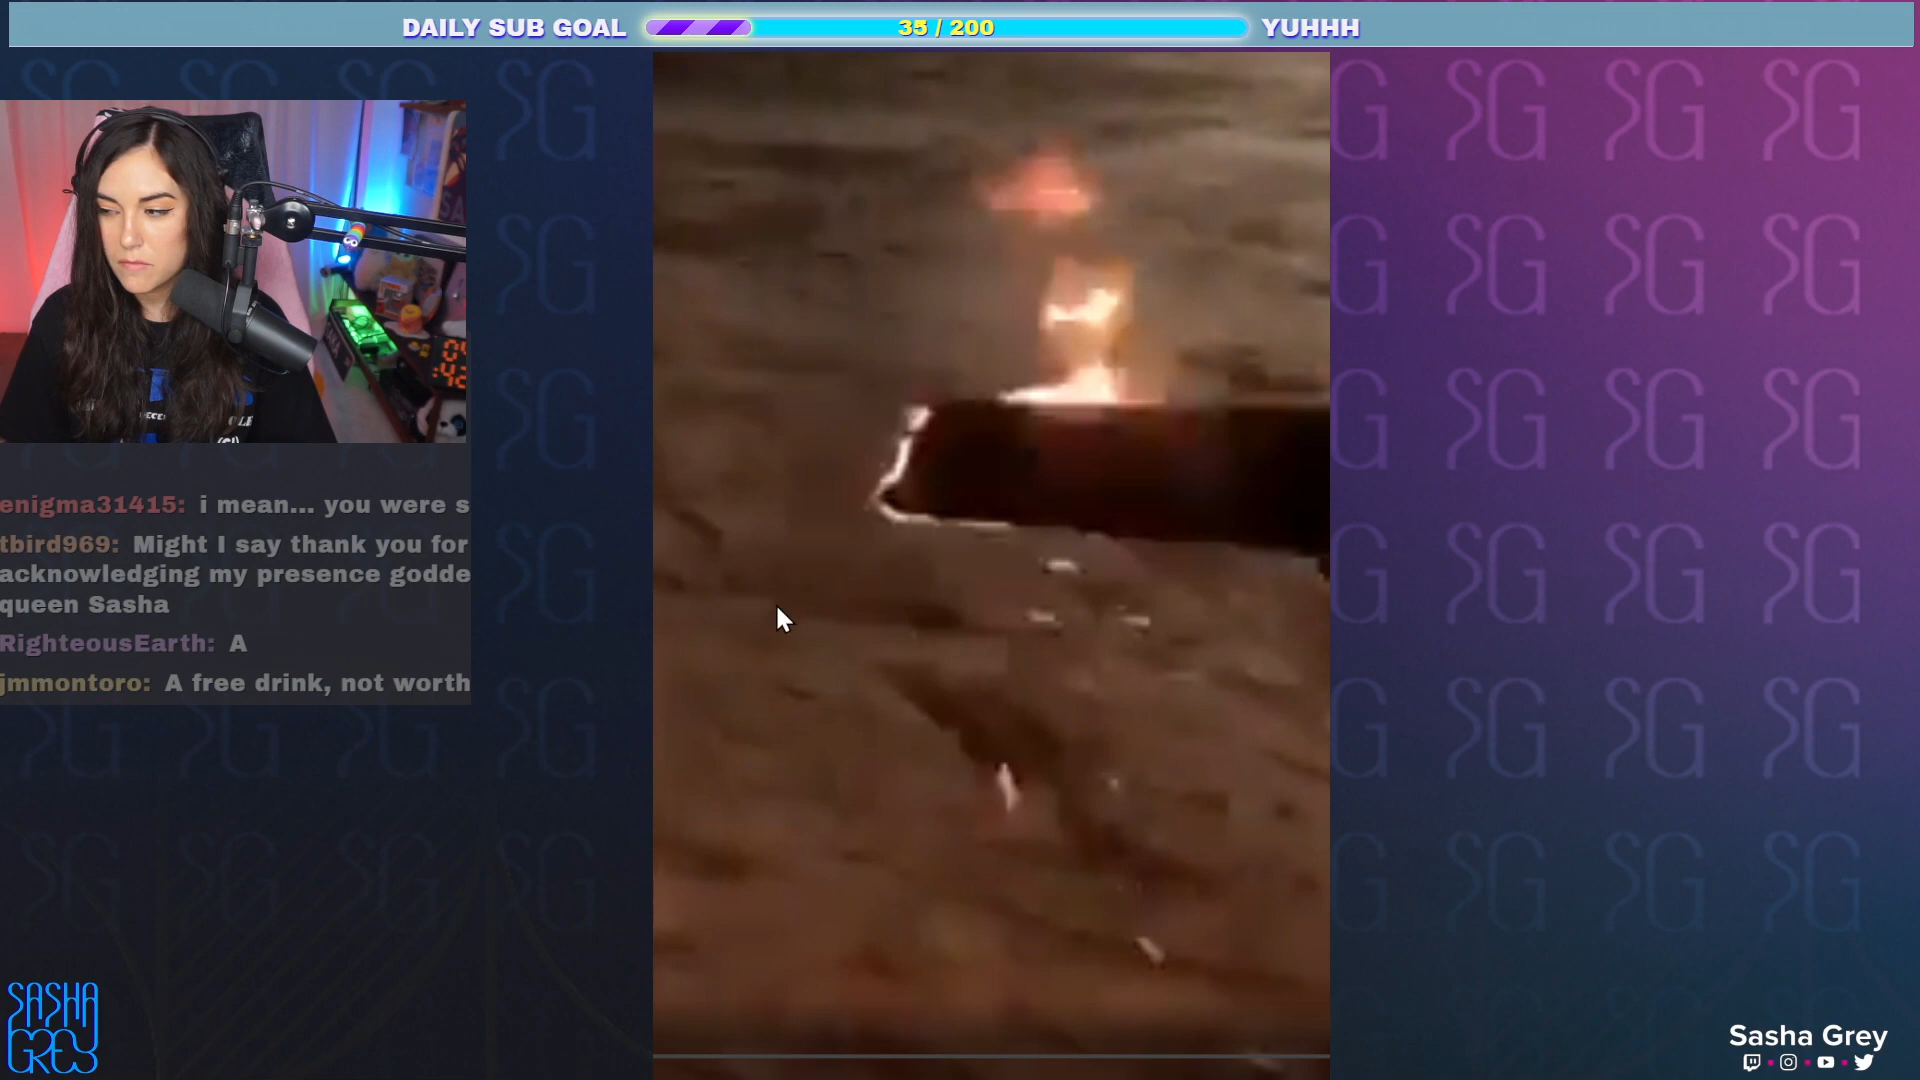 DAILY SUB GOAL 35 / 200 YUHHH
enigma31415: i mean... you were s
tbird969: Might I say thank you for
acknowledging my presence godde
queen Sasha
RighteousEarth: A
jmmontoro: A free drink, not worth
SASHA
GREY
Sasha Grey